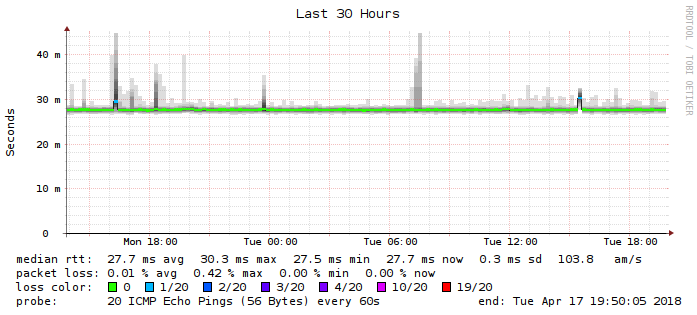 Last 30 Hours
RRDTOOL / TOBI OETIKER
Seconds
40 m
30 m
20 m
10 m
0
Mon 18:00 Tue 00:00 Tue 06:00 Tue 12:00 Tue 18:00
median rtt: 27.7 ms avg 30.3 ms max 27.5 ms min 27.7 ms now 0.3 ms sd 103.8 am/s
packet loss: 0.01 % avg 0.42 % max 0.00 % min 0.00 % now
loss color: 0 1/20 2/20 3/20 4/20 10/20 19/20
probe: 20 ICMP Echo Pings (56 Bytes) every 60s end: Tue Apr 17 19:50:05 2018